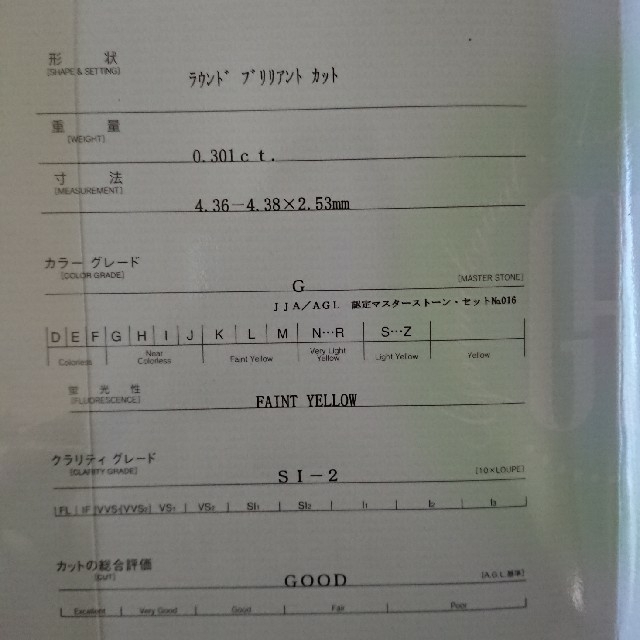 形 状
[SHAPE & SETTING]
ラウンド ブリリアント カット
重 量
[WEIGHT]
0.301ct.
寸 法
[MEASUREMENT]
4.36－4.38×2.53mm
カラー グレード
[COLOR GRADE]
G
[MASTER STONE]
JJA/AGL 認定マスターストーン・セット№016
D E F G H I J K L M N…R S…Z
Colorless Near Colorless Faint Yellow Very Light Yellow Light Yellow Yellow
蛍 光 性
[FLUORESCENCE]
FAINT YELLOW
クラリティ グレード
[CLARITY GRADE]
SI－2
[10×LOUPE]
FL IF VVS1 VVS2 VS1 VS2 SI1 SI2 I1 I2 I3
カットの総合評価
[CUT]
GOOD
[A.G.L.基準]
Excellent Very Good Good Fair Poor